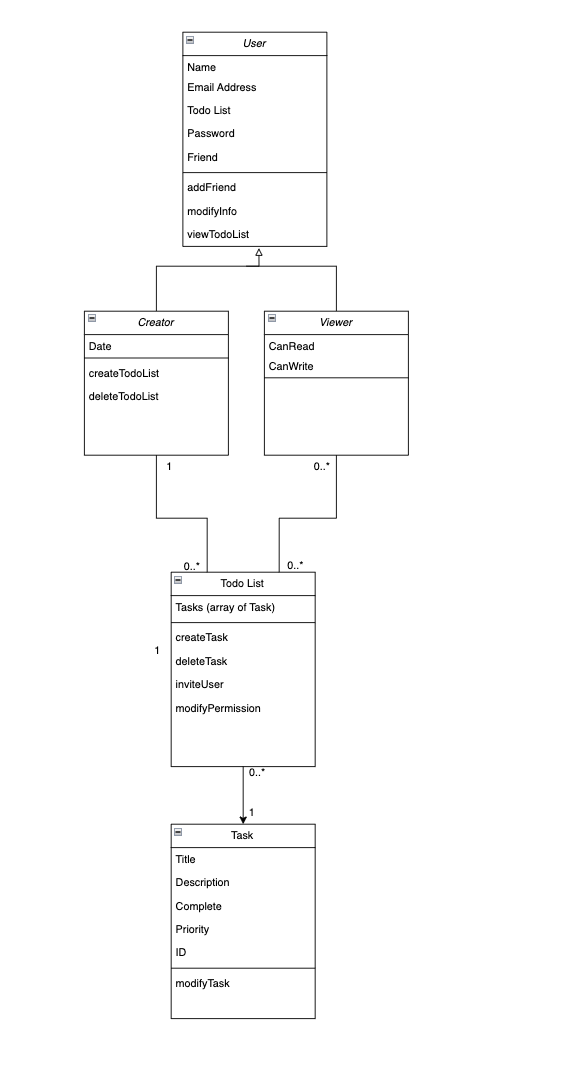 User
Name
Email Address
Todo List
Password
Friend
addFriend
modifyInfo
viewTodoList
Creator
Date
createTodoList
deleteTodoList
Viewer
CanRead
CanWrite
1
0..*
0..*
0..*
Todo List
Tasks (array of Task)
createTask
1
deleteTask
inviteUser
modifyPermission
0..*
1
Task
Title
Description
Complete
Priority
ID
modifyTask